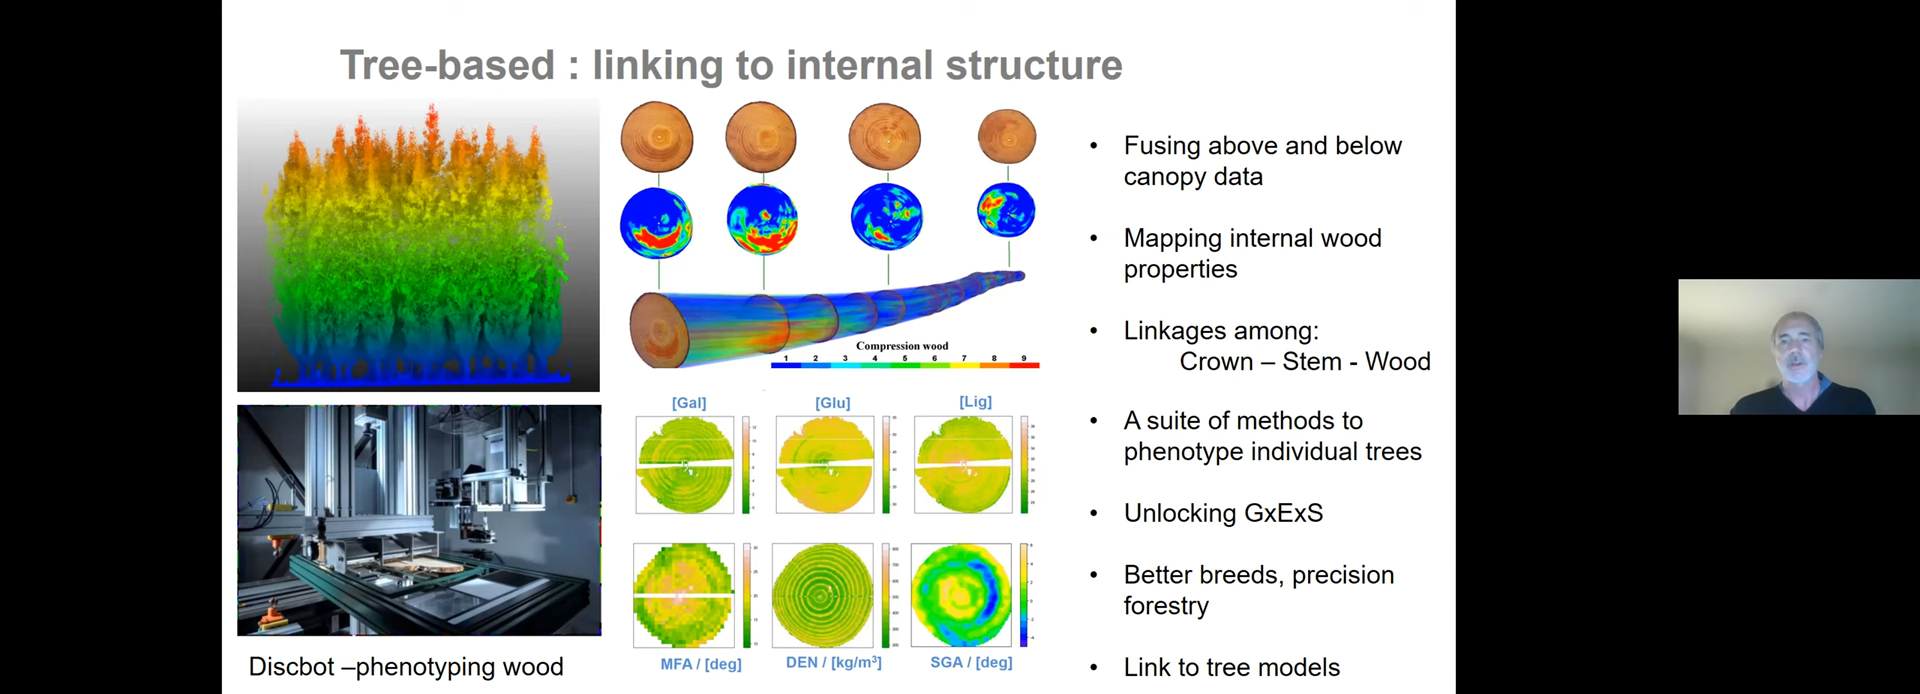 Tree-based : linking to internal structure
Compression wood
1 2 3 4 5 6 7 8 9
[Gal] [Glu] [Lig]
MFA / [deg] DEN / [kg/m³] SGA / [deg]
Discbot –phenotyping wood
• Fusing above and below
canopy data
• Mapping internal wood
properties
• Linkages among:
Crown – Stem - Wood
• A suite of methods to
phenotype individual trees
• Unlocking GxExS
• Better breeds, precision
forestry
• Link to tree models